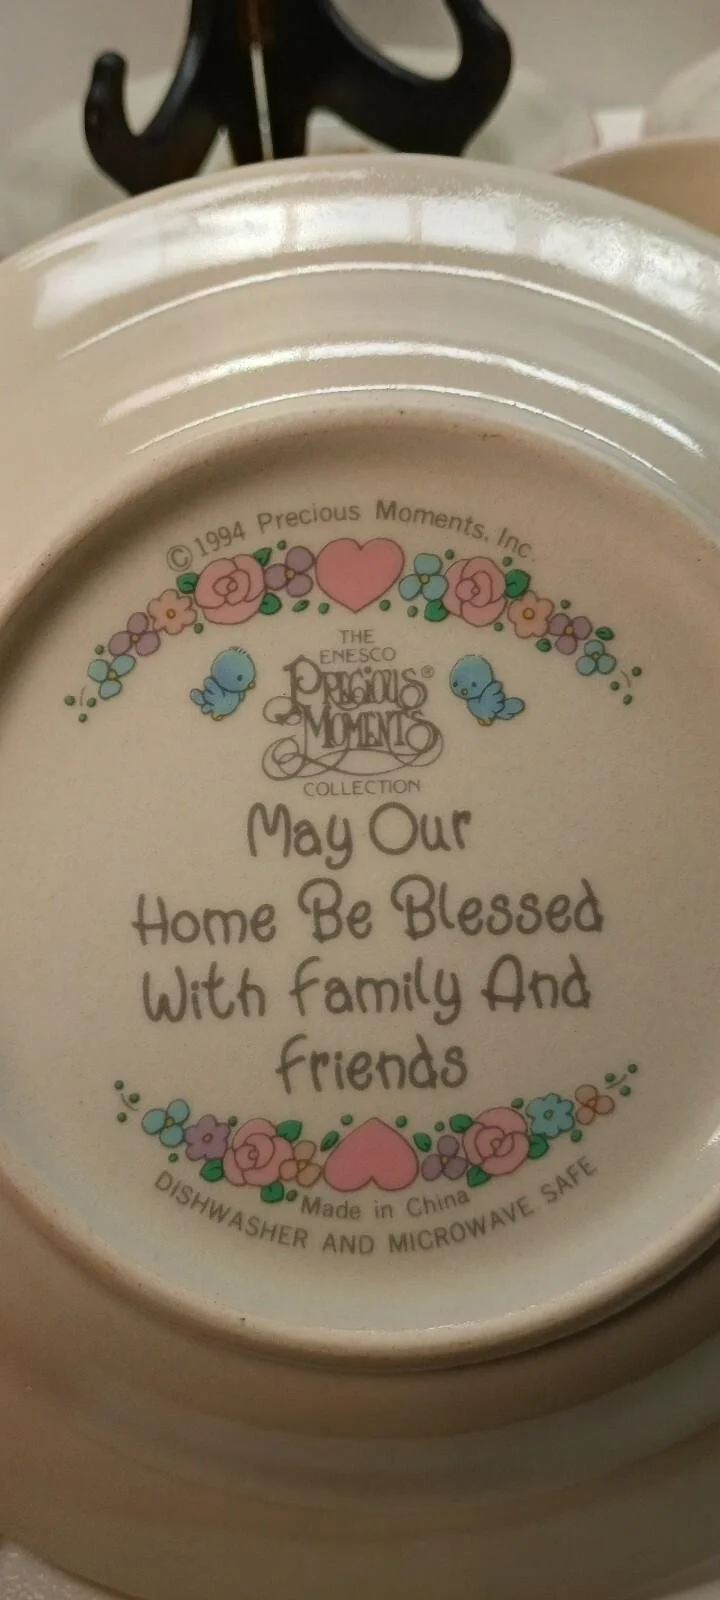 ©1994 Precious Moments, Inc.
THE
ENESCO
PRECIOUS®
MOMENTS
COLLECTION
May Our
Home Be Blessed
With Family And
Friends
Made in China
DISHWASHER AND MICROWAVE SAFE